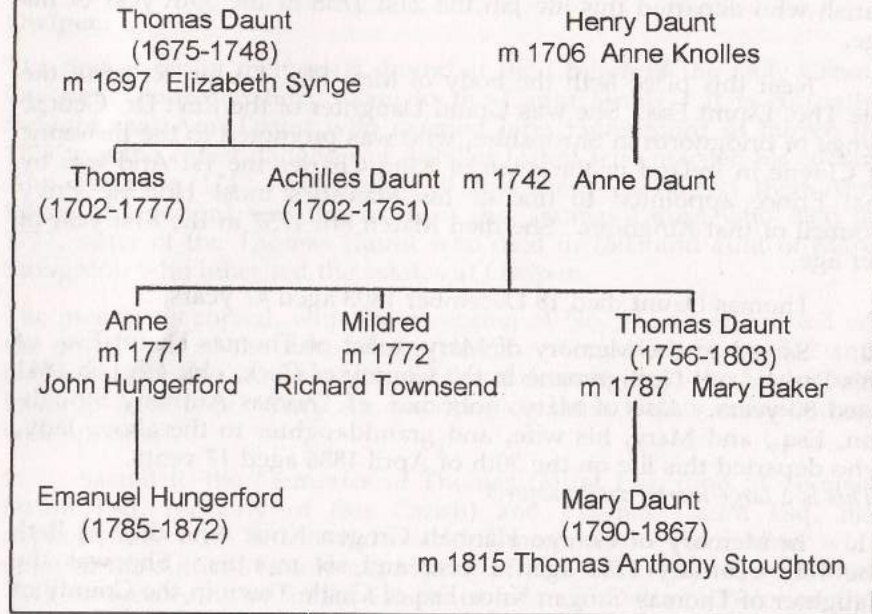 Thomas Daunt
(1675-1748)
m 1697 Elizabeth Synge
Henry Daunt
m 1706 Anne Knolles
Thomas
(1702-1777)
Achilles Daunt
(1702-1761)
m 1742 Anne Daunt
Anne
m 1771
John Hungerford
Mildred
m 1772
Richard Townsend
Thomas Daunt
(1756-1803)
m 1787 Mary Baker
Emanuel Hungerford
(1785-1872)
Mary Daunt
(1790-1867)
m 1815 Thomas Anthony Stoughton